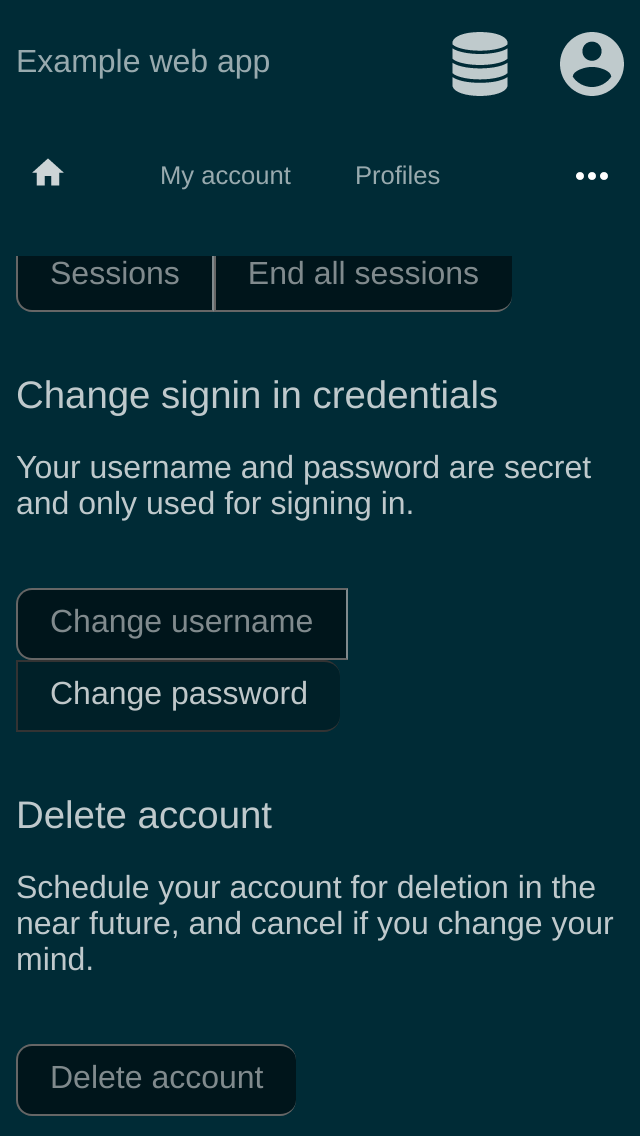 Example web app
My account Profiles
Sessions End all sessions
Change signin in credentials
Your username and password are secret
and only used for signing in.
Change username
Change password
Delete account
Schedule your account for deletion in the
near future, and cancel if you change your
mind.
Delete account